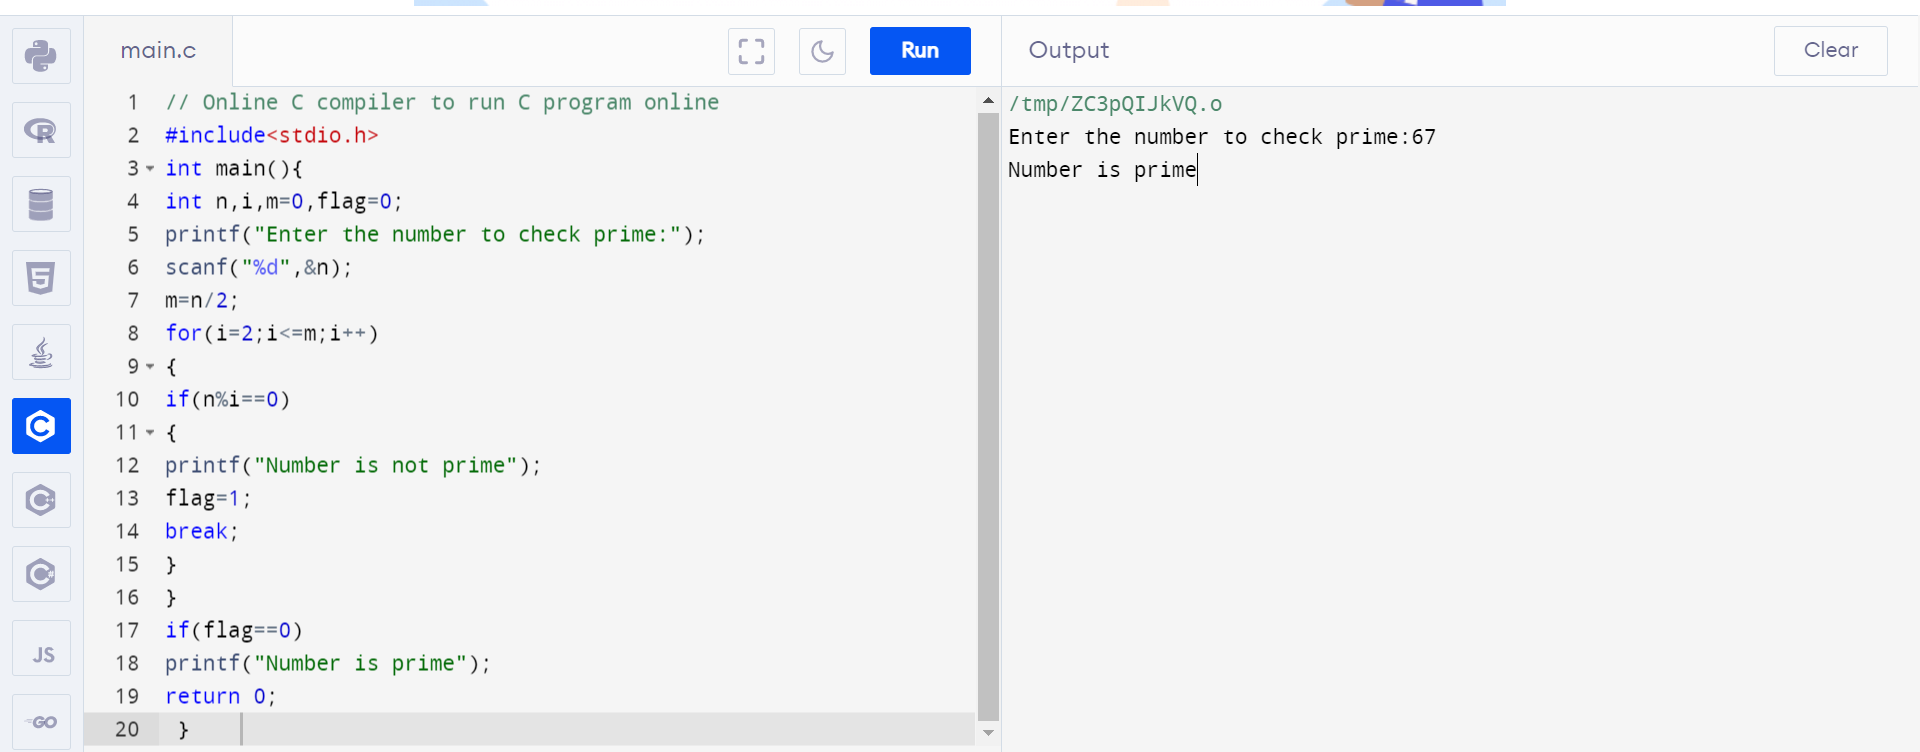 main.c
Run
Output
Clear
1 // Online C compiler to run C program online
2 #include<stdio.h>
3 int main(){
4 int n,i,m=0,flag=0;
5 printf("Enter the number to check prime:");
6 scanf("%d",&n);
7 m=n/2;
8 for(i=2;i<=m;i++)
9 {
10 if(n%i==0)
11 {
12 printf("Number is not prime");
13 flag=1;
14 break;
15 }
16 }
17 if(flag==0)
18 printf("Number is prime");
19 return 0;
20 }
/tmp/ZC3pQIJkVQ.o
Enter the number to check prime:67
Number is prime
R
5
C
C++
C#
JS
GO